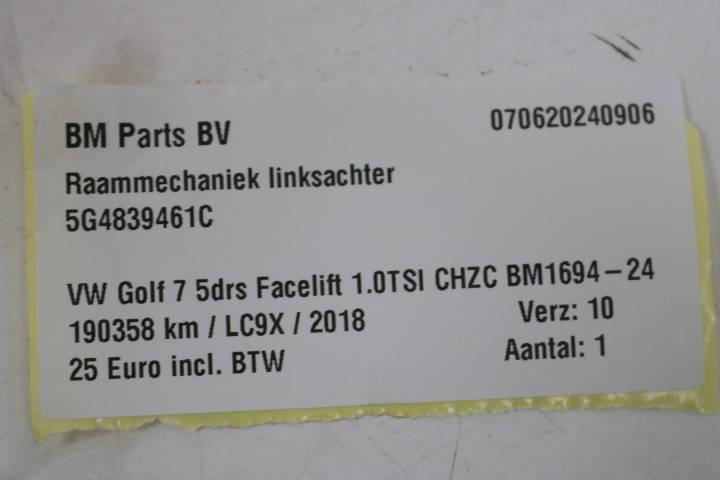 BM Parts BV 070620240906
Raammechaniek linksachter
5G4839461C
VW Golf 7 5drs Facelift 1.0TSI CHZC BM1694-24
190358 km / LC9X / 2018 Verz: 10
25 Euro incl. BTW Aantal: 1